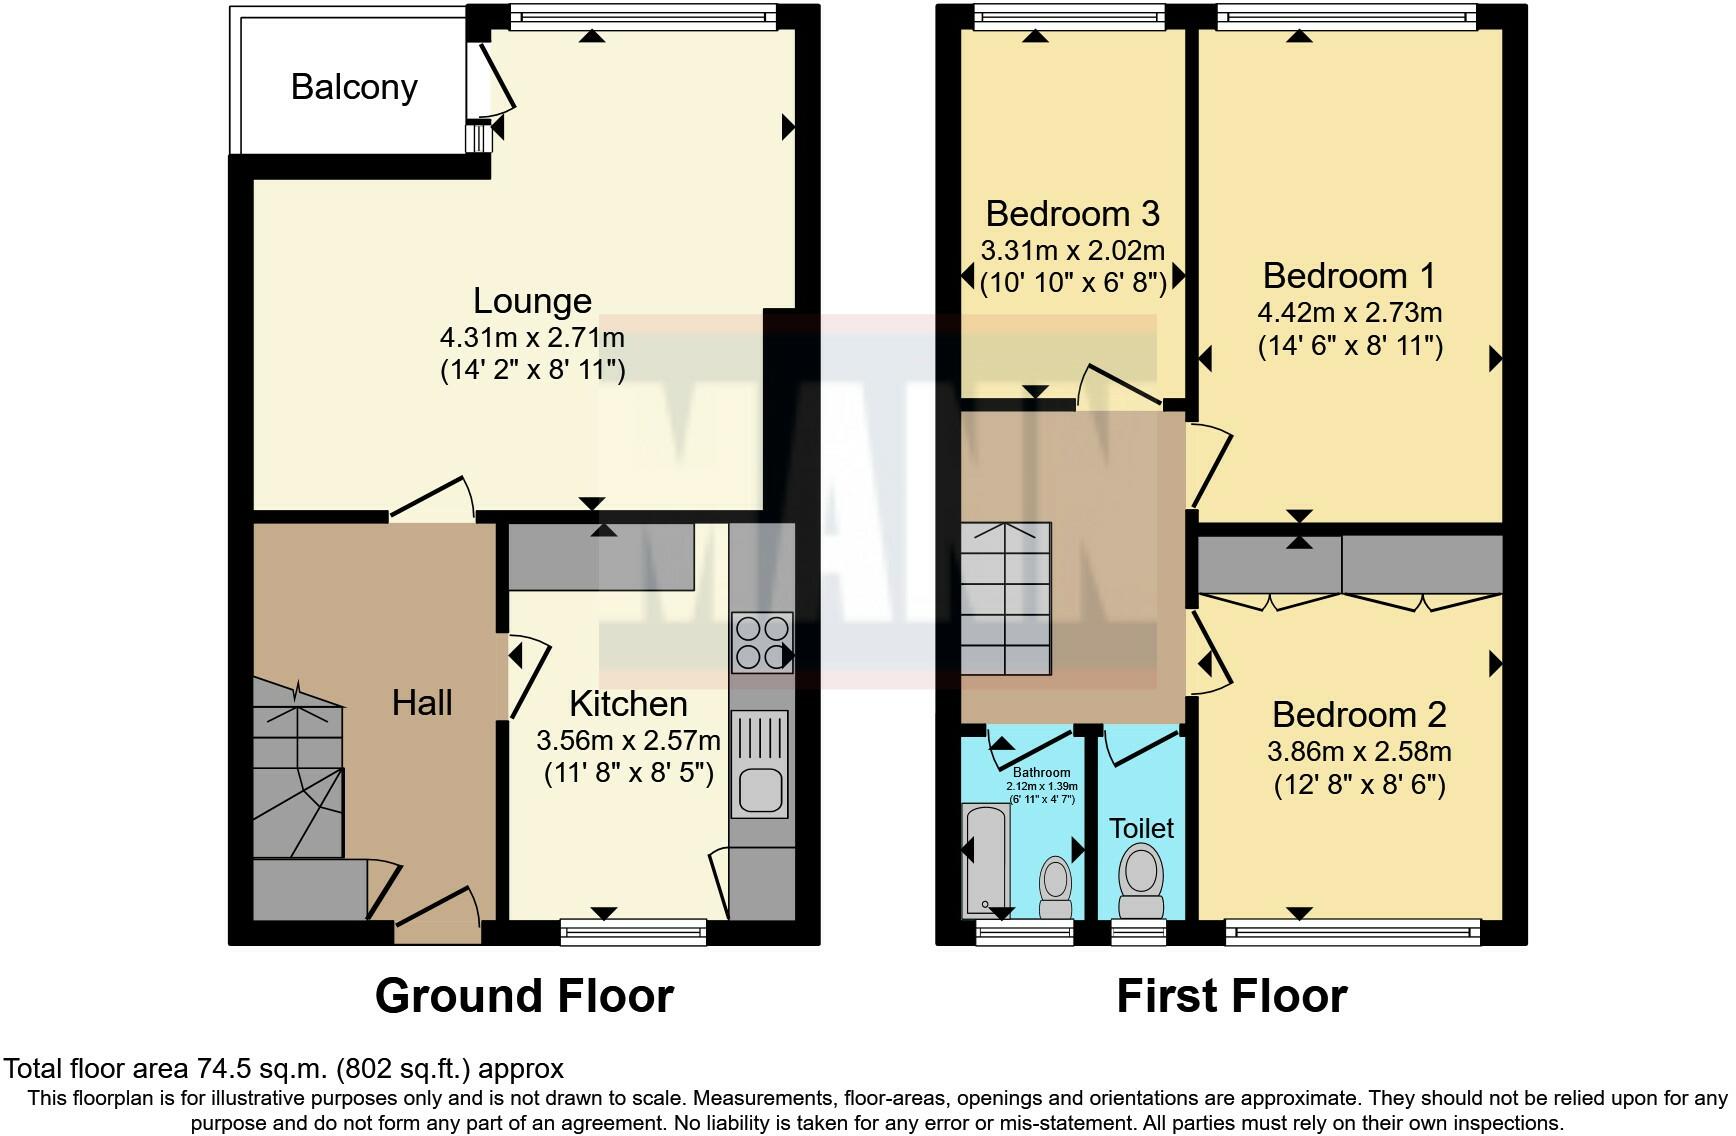 Balcony
Lounge
4.31m x 2.71m
(14' 2" x 8' 11")
Hall
Kitchen
3.56m x 2.57m
(11' 8" x 8' 5")
Ground Floor
Bedroom 3
3.31m x 2.02m
(10' 10" x 6' 8")
Bedroom 1
4.42m x 2.73m
(14' 6" x 8' 11")
Bedroom 2
3.86m x 2.58m
(12' 8" x 8' 6")
Bathroom
2.12m x 1.39m
(6' 11" x 4' 7")
Toilet
First Floor
MANN
Total floor area 74.5 sq.m. (802 sq.ft.) approx
This floorplan is for illustrative purposes only and is not drawn to scale. Measurements, floor-areas, openings and orientations are approximate. They should not be relied upon for any
purpose and do not form any part of an agreement. No liability is taken for any error or mis-statement. All parties must rely on their own inspections.